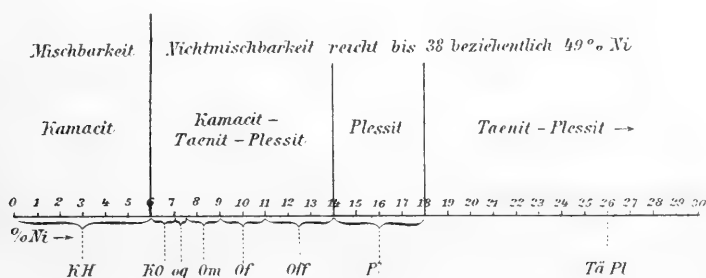 Mischbarkeit Nichtmischbarkeit reicht bis 38 beziehentlich 49% Ni
Kamacit Kamacit – Taenit – Plessit Plessit Taenit – Plessit →
0 1 2 3 4 5 6 7 8 9 10 11 12 13 14 15 16 17 18 19 20 21 22 23 24 25 26 27 28 29 30
% Ni →
KH KO og Om Of Off P Tä Pl